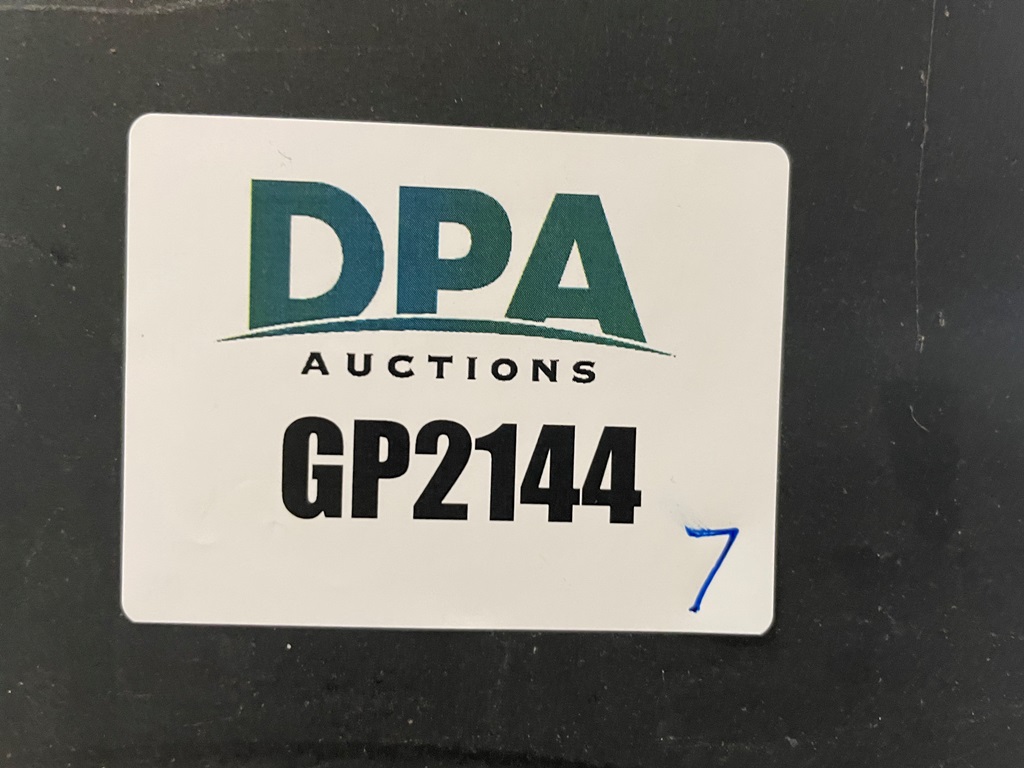 DPA
AUCTIONS
GP2144
7